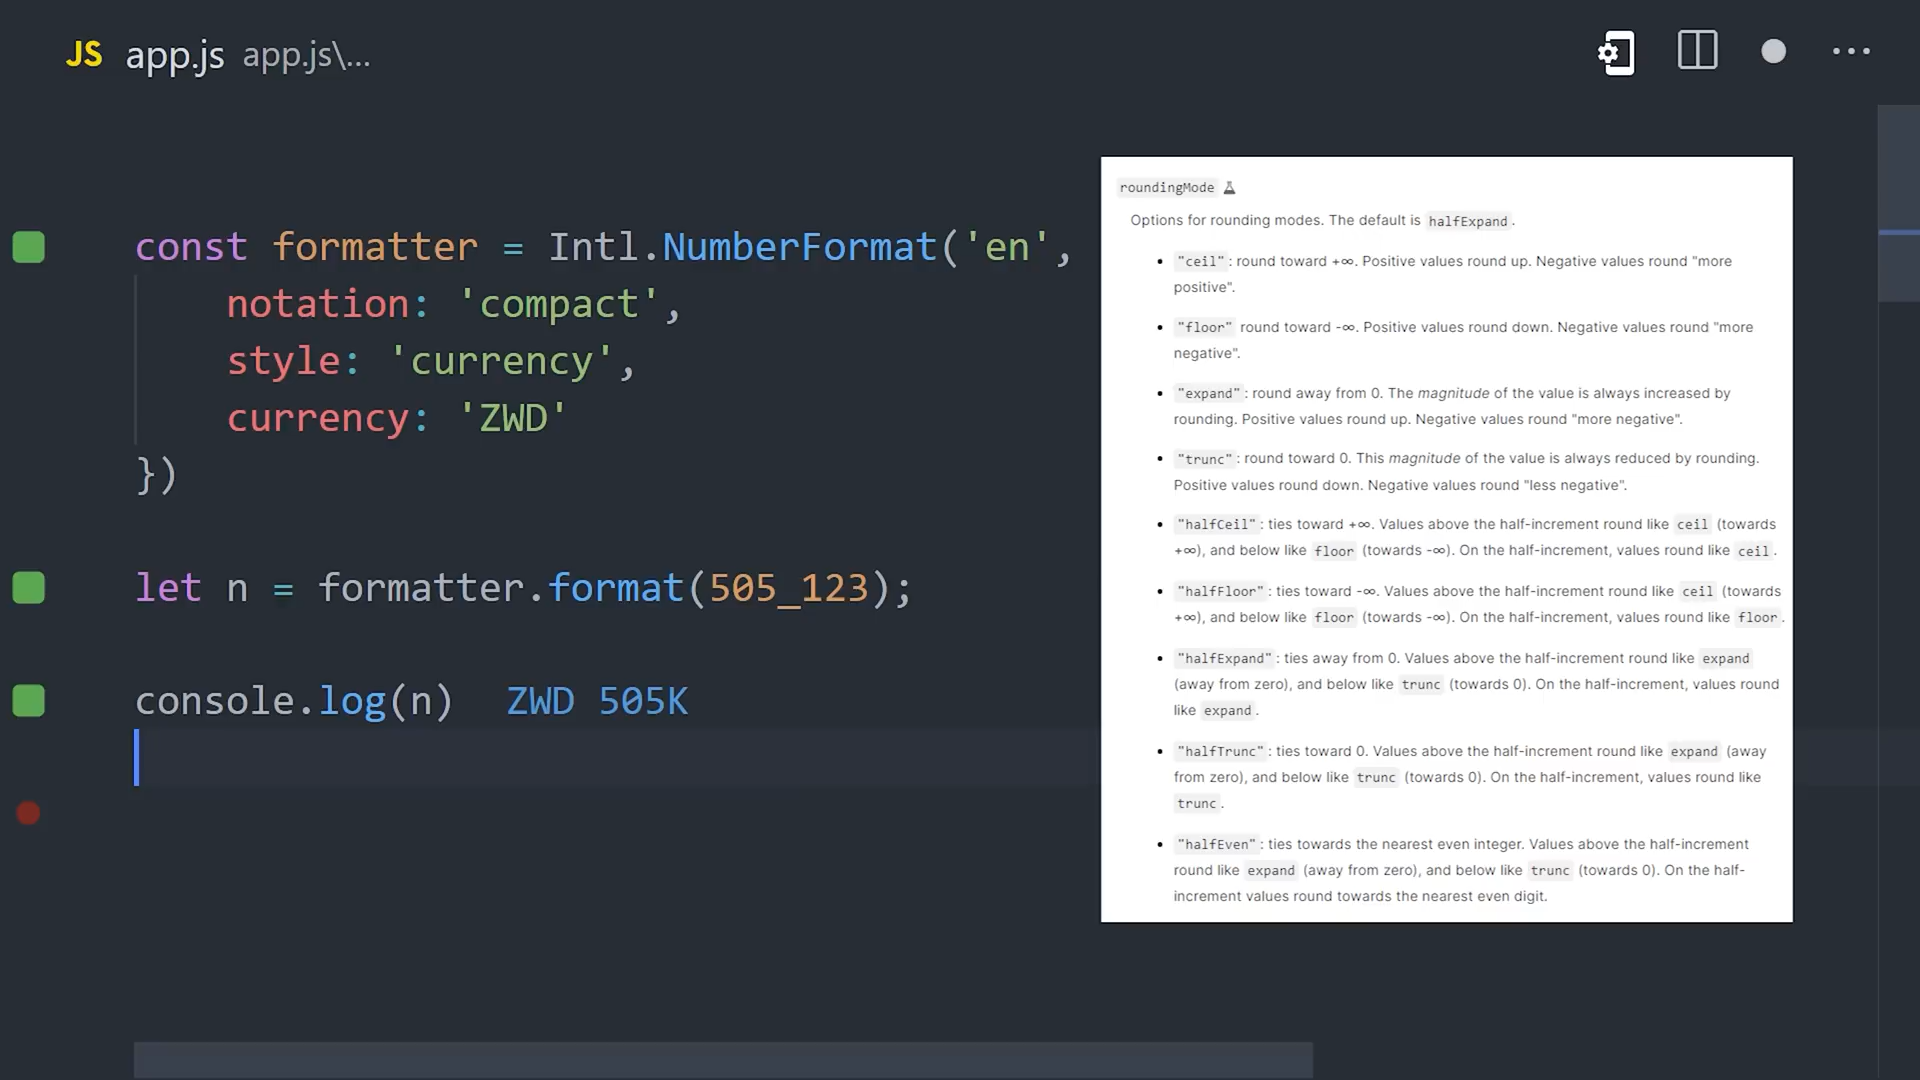 JS app.js app.js\...
const formatter = Intl.NumberFormat('en',
notation: 'compact',
style: 'currency',
currency: 'ZWD'
})
let n = formatter.format(505_123);
console.log(n) ZWD 505K
roundingMode
Options for rounding modes. The default is halfExpand.
• "ceil": round toward +∞. Positive values round up. Negative values round "more
positive".
• "floor" round toward -∞. Positive values round down. Negative values round "more
negative".
• "expand": round away from 0. The magnitude of the value is always increased by
rounding. Positive values round up. Negative values round "more negative".
• "trunc": round toward 0. This magnitude of the value is always reduced by rounding.
Positive values round down. Negative values round "less negative".
• "halfCeil": ties toward +∞. Values above the half-increment round like ceil (towards
+∞), and below like floor (towards -∞). On the half-increment, values round like ceil.
• "halfFloor": ties toward -∞. Values above the half-increment round like ceil (towards
+∞), and below like floor (towards -∞). On the half-increment, values round like floor.
• "halfExpand": ties away from 0. Values above the half-increment round like expand
(away from zero), and below like trunc (towards 0). On the half-increment, values round
like expand.
• "halfTrunc": ties toward 0. Values above the half-increment round like expand (away
from zero), and below like trunc (towards 0). On the half-increment, values round like
trunc.
• "halfEven": ties towards the nearest even integer. Values above the half-increment
round like expand (away from zero), and below like trunc (towards 0). On the half-
increment values round towards the nearest even digit.